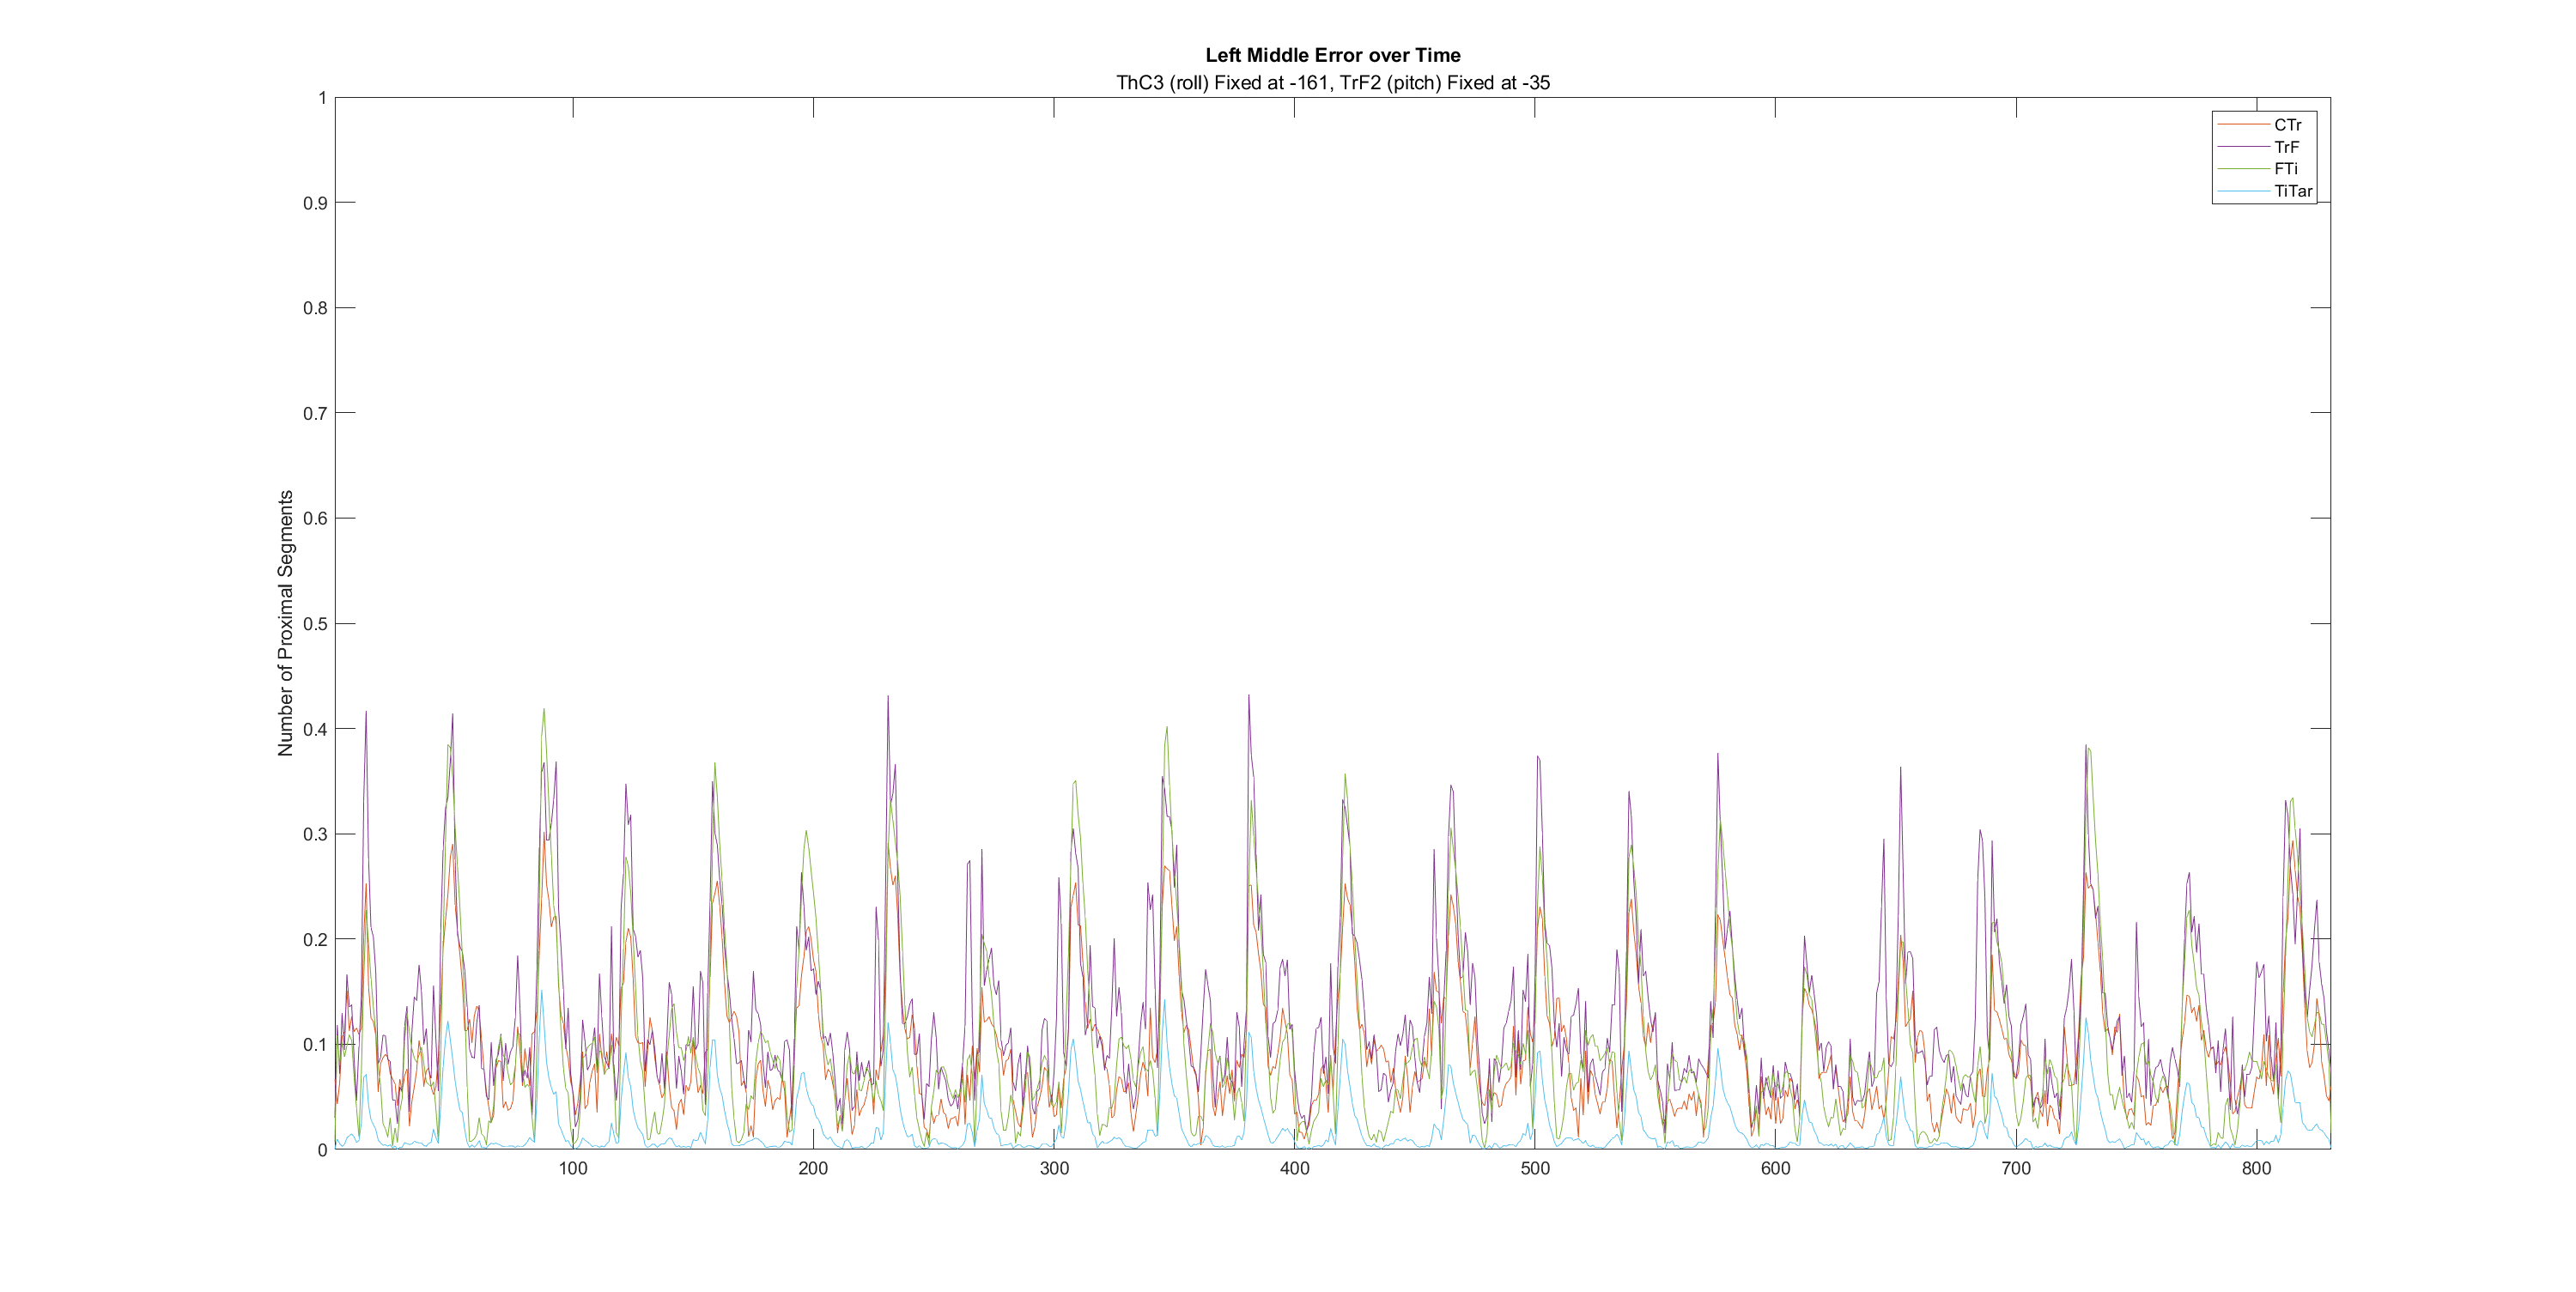 Left Middle Error over Time
ThC3 (roll) Fixed at -161, TrF2 (pitch) Fixed at -35
1
0.9
0.8
0.7
0.6
0.5
0.4
0.3
0.2
0.1
0
Number of Proximal Segments
CTr
TrF
FTi
TiTar
100 200 300 400 500 600 700 800